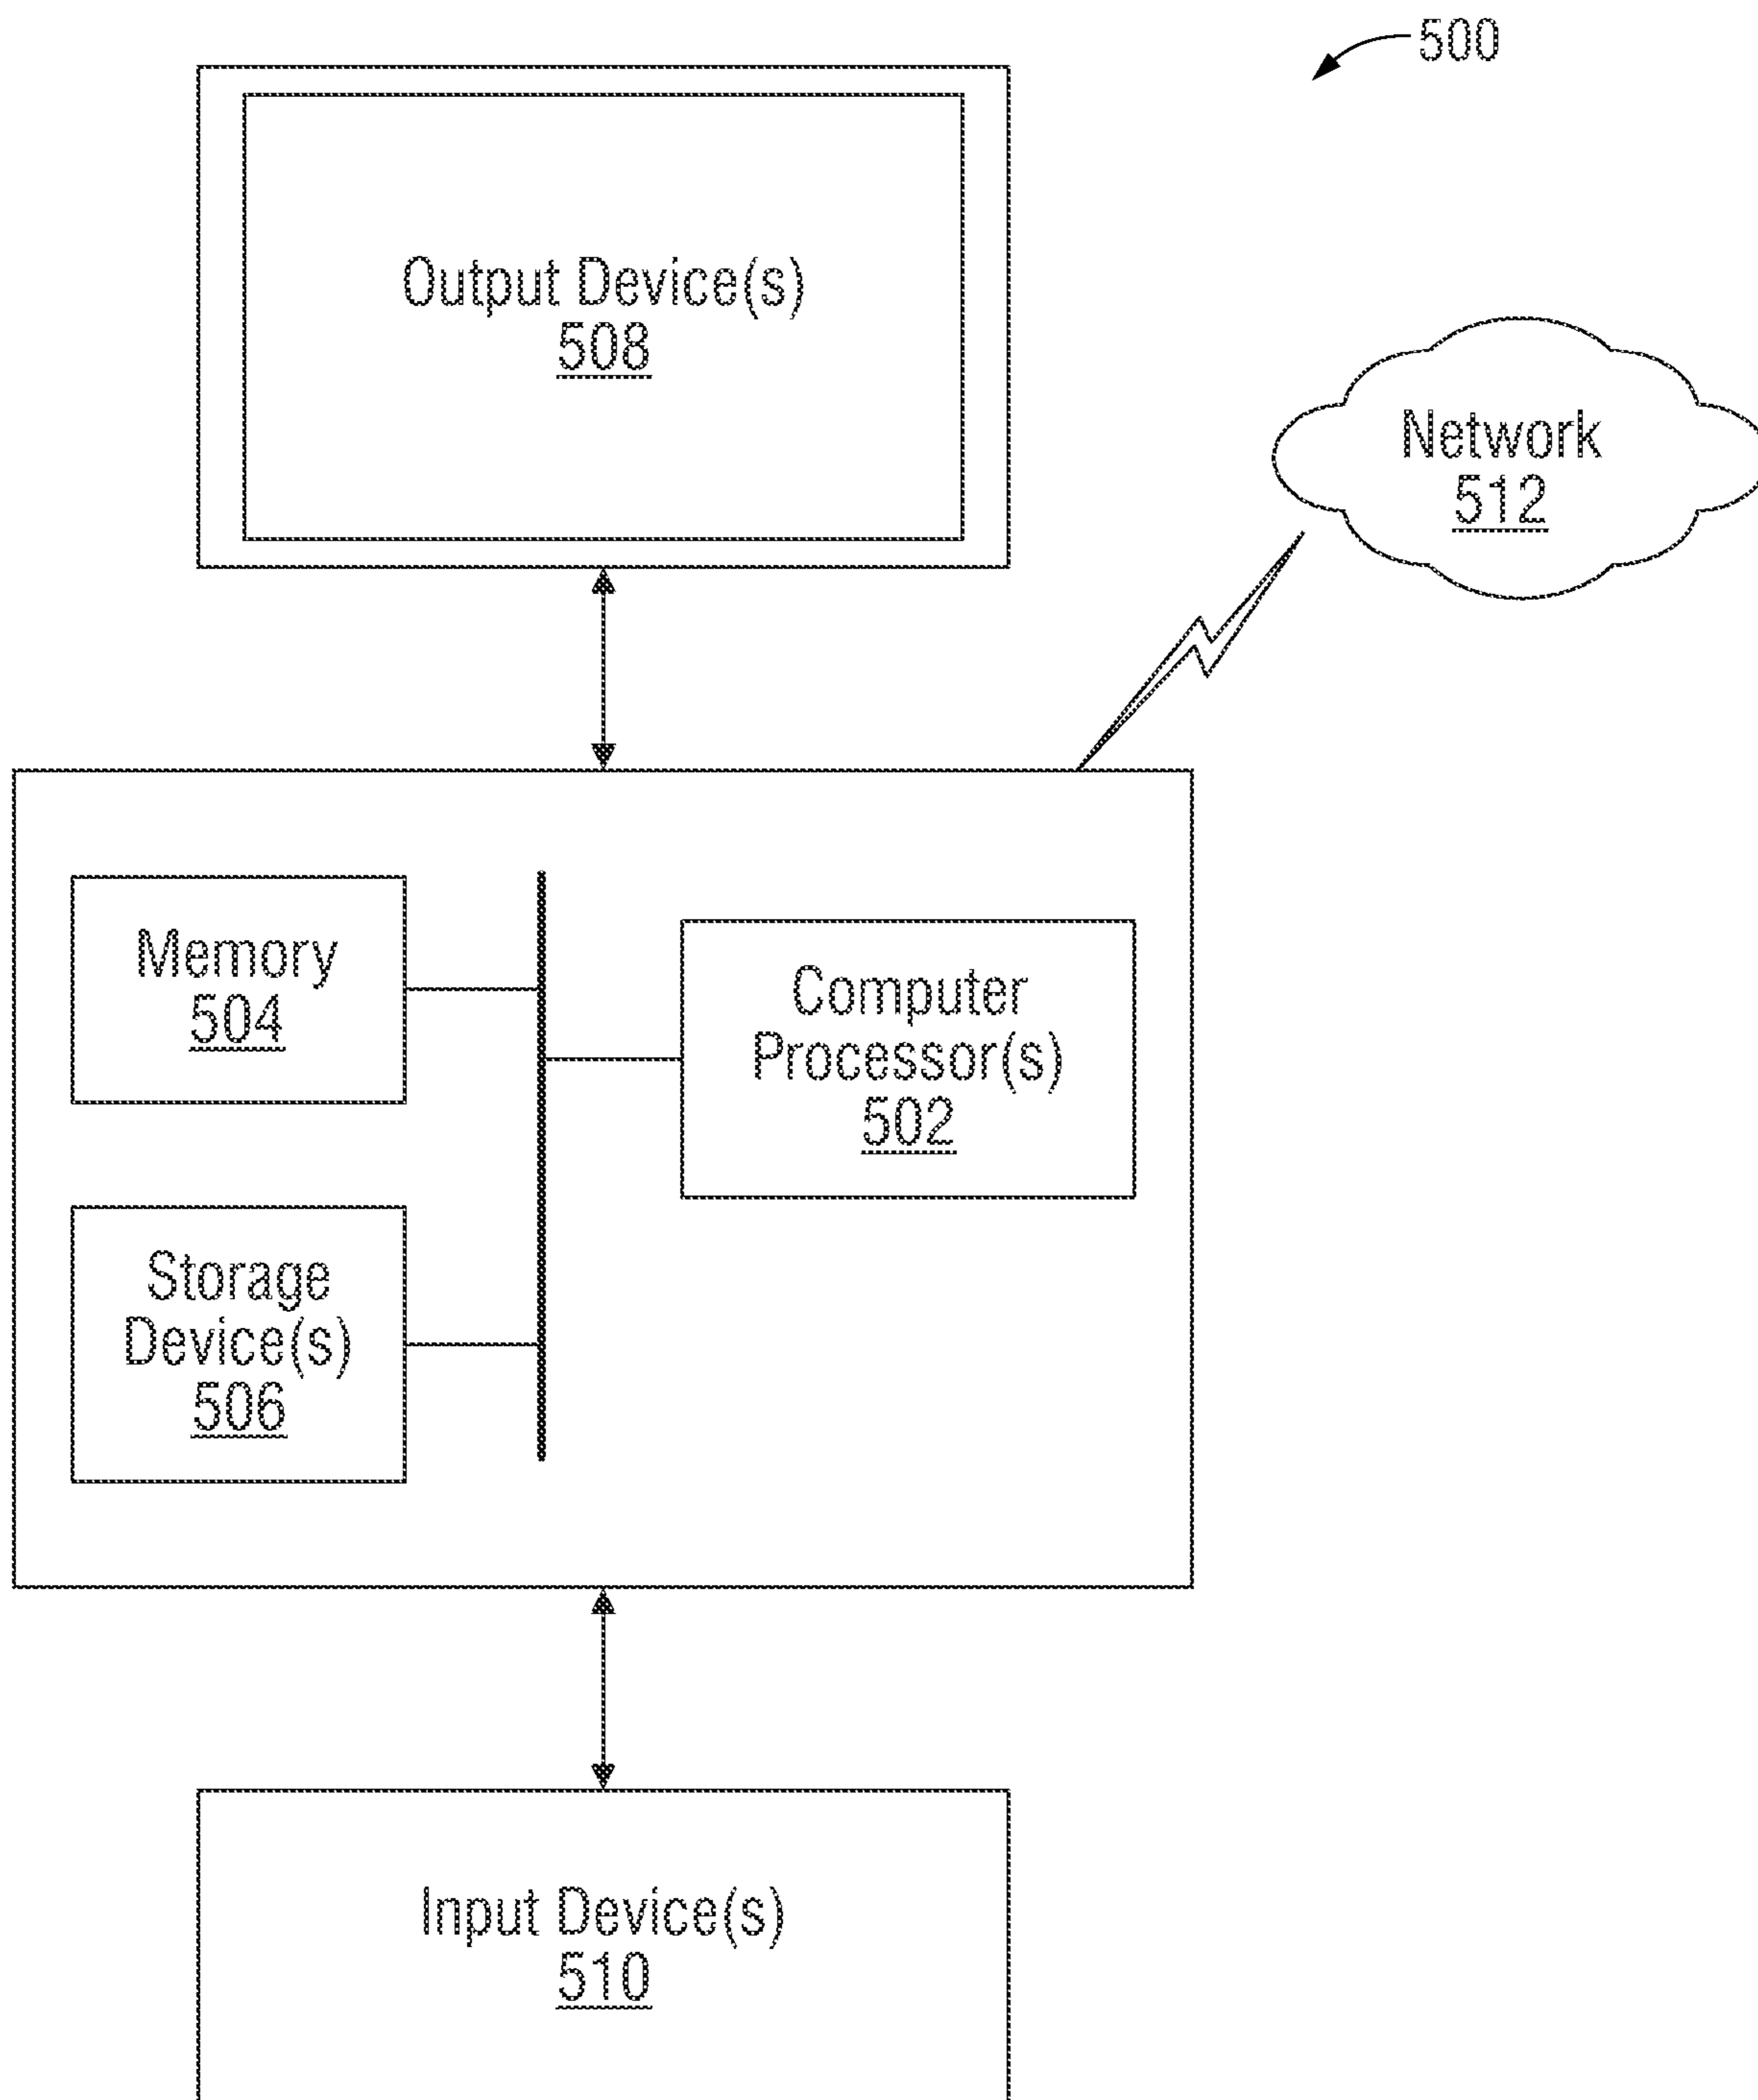 500
Output Device(s)
508
Network
512
Memory
504
Computer
Processor(s)
502
Storage
Device(s)
506
Input Device(s)
510